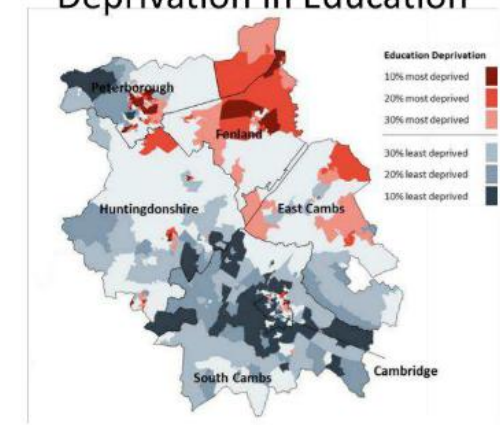 Deprivation in Education
Education Deprivation
10% most deprived
20% most deprived
30% most deprived
30% least deprived
20% least deprived
10% least deprived
Peterborough
Fenland
Huntingdonshire
East Cambs
South Cambs
Cambridge